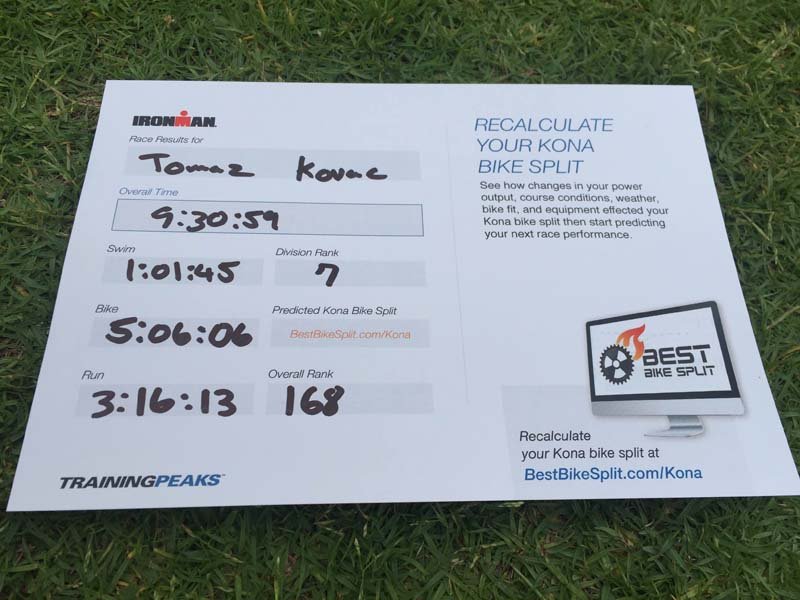 IRONMAN
Race Results for
Tomaz Kovac
Overall Time
9:30:59
Swim
1:01:45
Division Rank
7
Bike
5:06:06
Predicted Kona Bike Split
BestBikeSplit.com/Kona
Run
3:16:13
Overall Rank
168
TRAININGPEAKS
RECALCULATE
YOUR KONA
BIKE SPLIT
See how changes in your power
output, course conditions, weather,
bike fit, and equipment effected your
Kona bike split then start predicting
your next race performance.
BEST
BIKE SPLIT
Recalculate
your Kona bike split at
BestBikeSplit.com/Kona